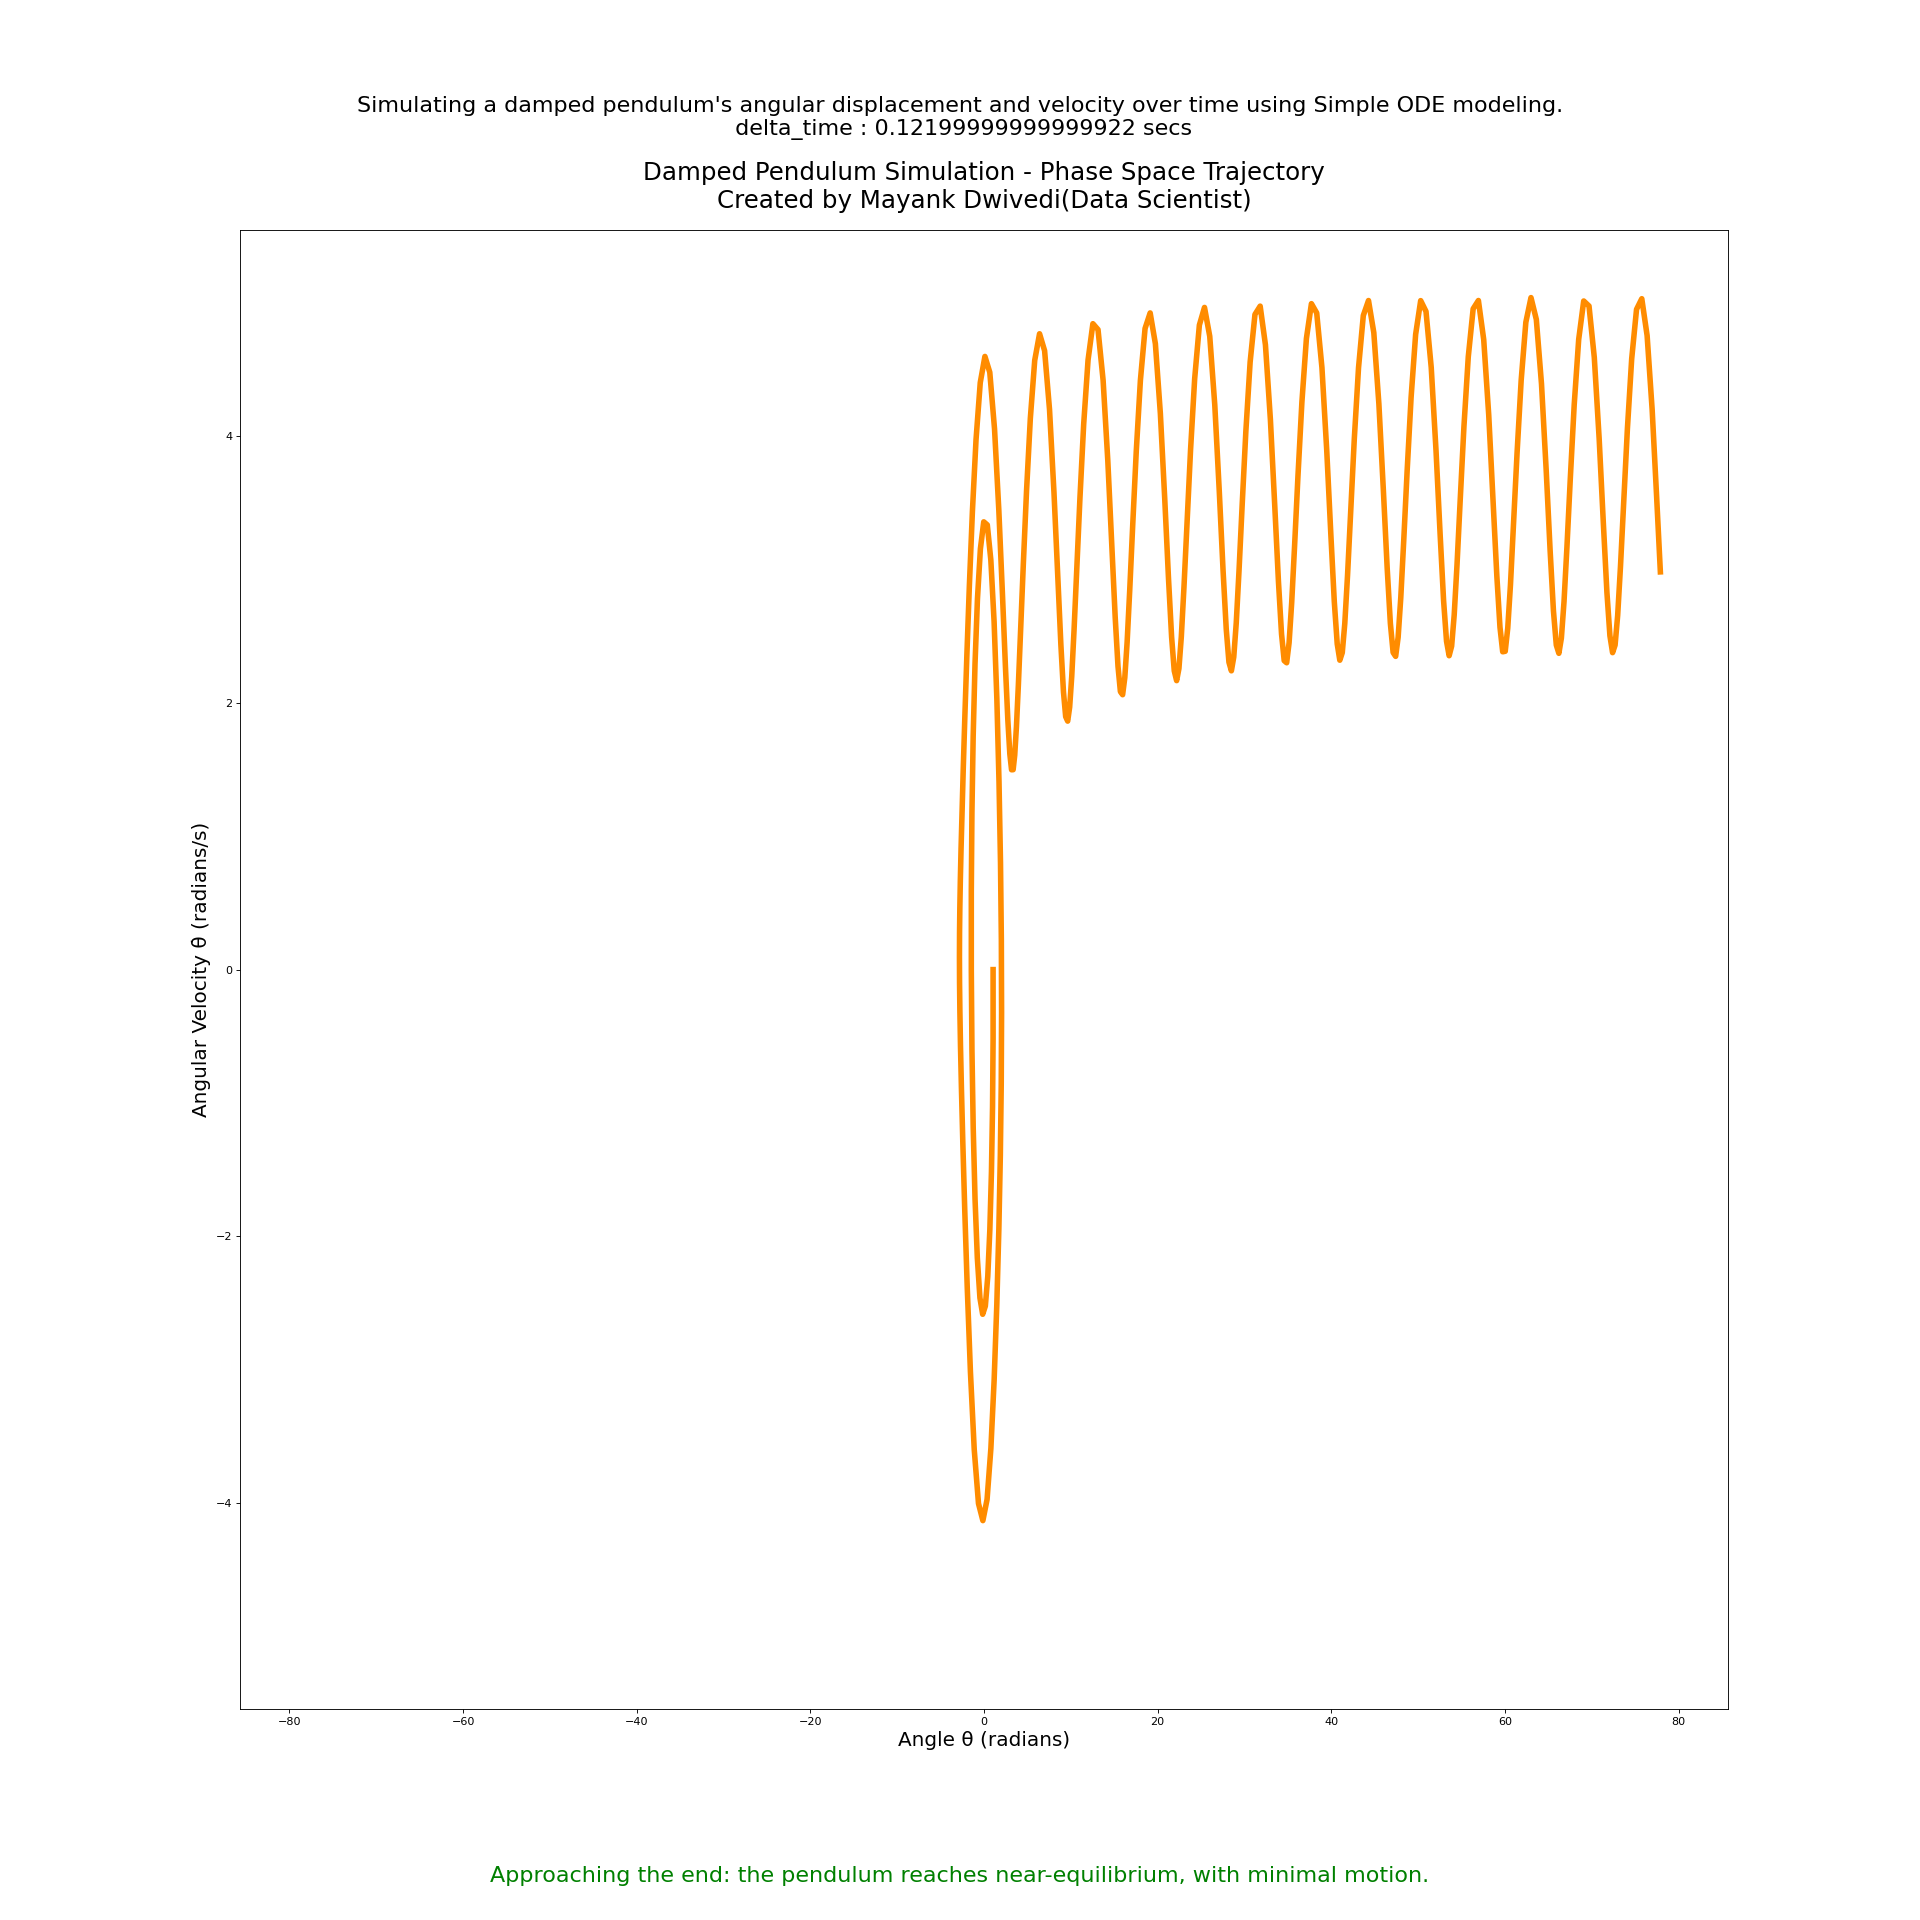 Simulating a damped pendulum's angular displacement and velocity over time using Simple ODE modeling.
delta_time : 0.12199999999999922 secs
Damped Pendulum Simulation - Phase Space Trajectory
Created by Mayank Dwivedi(Data Scientist)
Angular Velocity θ (radians/s)
4
2
0
−2
−4
−80
−60
−40
−20
0
20
40
60
80
Angle θ (radians)
Approaching the end: the pendulum reaches near-equilibrium, with minimal motion.